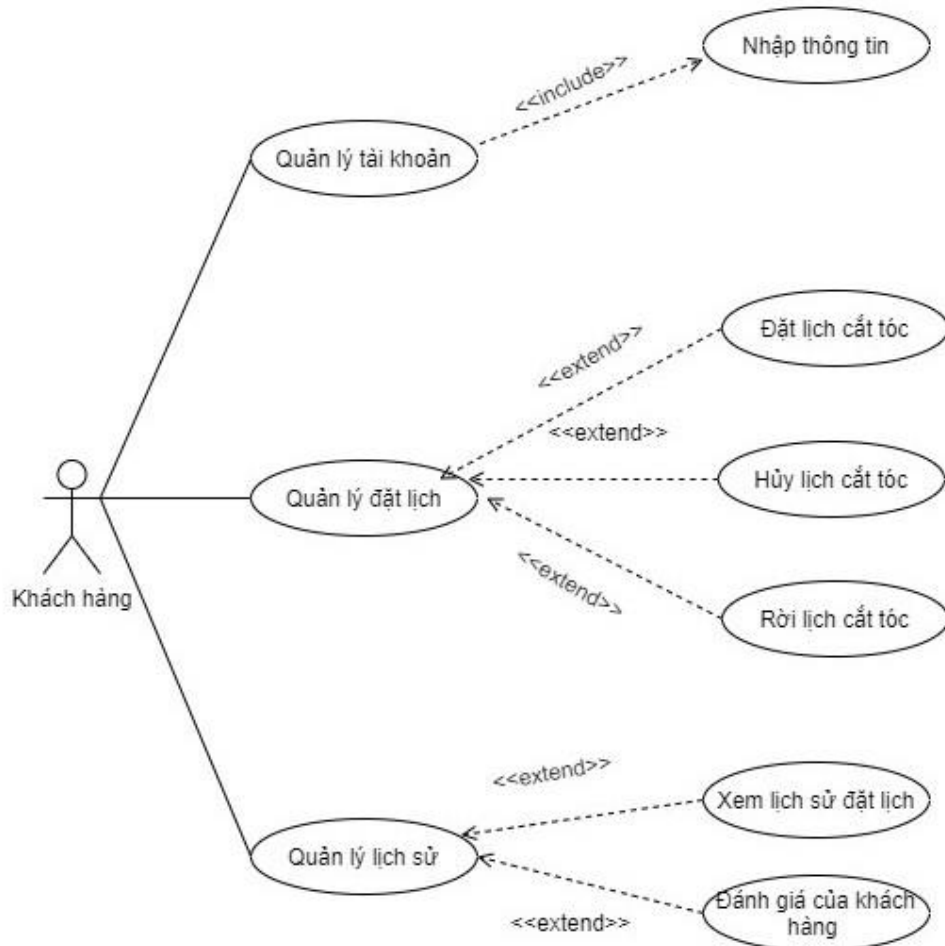 Nhập thông tin
<<include>>
Quản lý tài khoản
Đặt lịch cắt tóc
<<extend>>
<<extend>>
Hủy lịch cắt tóc
Quản lý đặt lịch
<<extend>>
Khách hàng
Rời lịch cắt tóc
<<extend>>
Xem lịch sử đặt lịch
Quản lý lịch sử
Đánh giá của khách
hàng
<<extend>>